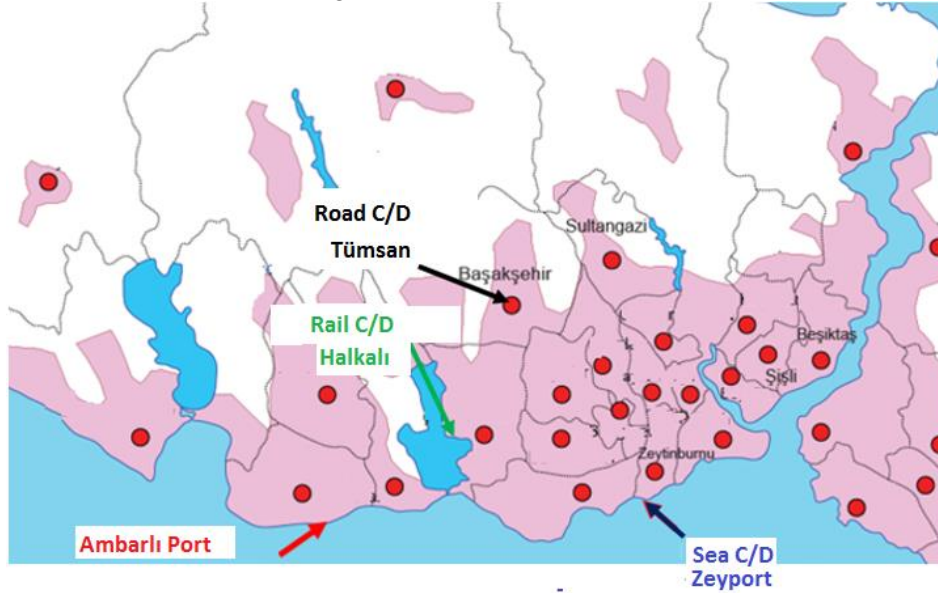 Road C/D
Tümsan
Sultangazi
Başakşehir
Rail C/D
Halkalı
Beşiktaş
Şişli
Zeytinburnu
Ambarlı Port
Sea C/D
Zeyport